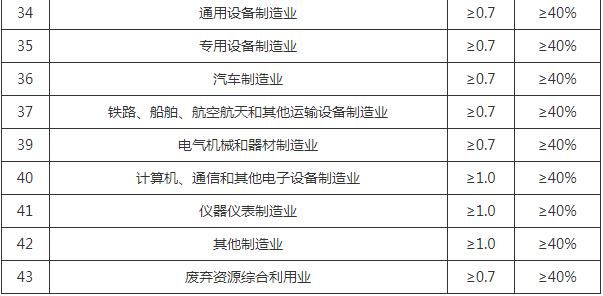 34 通用设备制造业 ≥0.7 ≥40%
35 专用设备制造业 ≥0.7 ≥40%
36 汽车制造业 ≥0.7 ≥40%
37 铁路、船舶、航空航天和其他运输设备制造业 ≥0.7 ≥40%
39 电气机械和器材制造业 ≥0.7 ≥40%
40 计算机、通信和其他电子设备制造业 ≥1.0 ≥40%
41 仪器仪表制造业 ≥1.0 ≥40%
42 其他制造业 ≥1.0 ≥40%
43 废弃资源综合利用业 ≥0.7 ≥40%